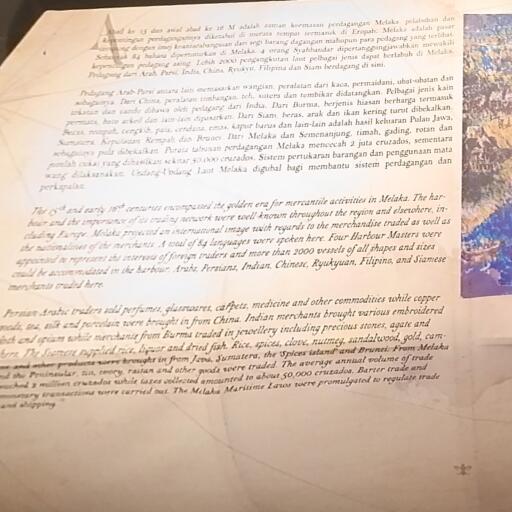 Abad ke 15 dan awal abad ke 16 M adalah zaman keemasan perdagangan Melaka. pelabuhan dan
kepentingan perdagangannya diketahui di merata tempat termasuk di Eropah. Melaka adalah pasar
dengan imej keantarabangsaan dari segi barang dagangan mahupun para pedagang yang terlibat.
Sebanyak 84 bahasa 4 orang Syahbandar dipertanggungjawabkan mewakili
kepentingan pedagang asing. Lebih 2000 pengangkutan laut pelbagai jenis dapat berlabuh di Melaka.
Pedagang dari Arab, Parsi, India, China, Ryukyu, Filipina dan Siam berdagang di sini.
Pedagang Arab-Parsi antara lain memasarkan wangian, peralatan dari kaca, permaidani, ubat-ubatan dan
sebagainya. Dari China, peralatan timbangan, teh, sutera dan tembikar didatangkan. Pelbagai jenis kain
tekatan dan candu dibawa oleh pedagang dari India. Dari Burma, berjenis hiasan berharga termasuk
permata, batu arked dan lain-lain dipasarkan. Dari Siam, beras, arak dan ikan kering turut dibekalkan.
Beras, rempah, cengkih, pala, cendana, emas, kapur barus dan lain-lain adalah hasil keluaran Pulau Jawa,
Sumatera, Kepulauan Rempah dan Brunei. Dari Melaka dan Semenanjung, timah, gading, rotan dan
sebagainya pula dibekalkan. Purata tahunan perdagangan Melaka mencecah 2 juta cruzados, sementara
jumlah cukai yang dihasilkan sekitar 50,000 cruzados. Sistem pertukaran barangan dan penggunaan mata
wang dilaksanakan. Undang-Undang Laut Melaka digubal bagi membantu sistem perdagangan dan
perkapalan.
The 15th and early 16th centuries encompassed the golden era for mercantile activities in Melaka. The har-
bour and the importance of its trading network were well known throughout the region and elsewhere, in-
cluding Europe. Melaka projected an international image with regards to the merchandise traded as well as
the nationalities of the merchants. A total of 84 languages were spoken here. Four Harbour Masters were
appointed to represent the interests of foreign traders and more than 2000 vessels of all shapes and sizes
could be accommodated in the harbour. Arabs, Persians, Indian, Chinese, Ryukyuan, Filipino, and Siamese
merchants traded here.
Persian-Arabic traders sold perfumes, glasswares, carpets, medicine and other commodities while copper
tea, silk and porcelain were brought in from China. Indian merchants brought various embroidered
cloth and opium while merchants from Burma traded in jewellery including precious stones, agate and
The Siamese supplied rice, liquor and dried fish. Rice, spices, clove, nutmeg, sandalwood, gold, cam-
and other products were brought in from Java, Sumatera, the 'Spices island' and Brunei. From Melaka
and the Peninsular, tin, ivory, rattan and other goods were traded. The average annual volume of trade
reached 2 million cruzados while taxes collected amounted to about 50,000 cruzados. Barter trade and
monetary transactions were carried out. The Melaka Maritime Laws were promulgated to regulate trade
and shipping.